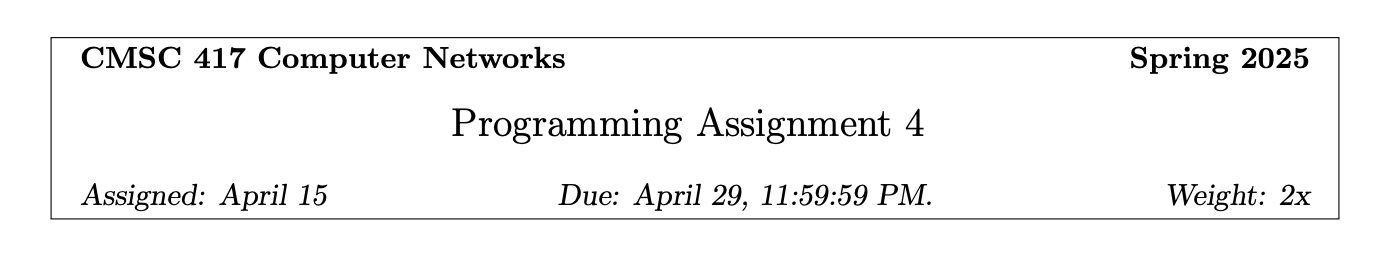 CMSC 417 Computer Networks Spring 2025
Programming Assignment 4
Assigned: April 15 Due: April 29, 11:59:59 PM. Weight: 2x